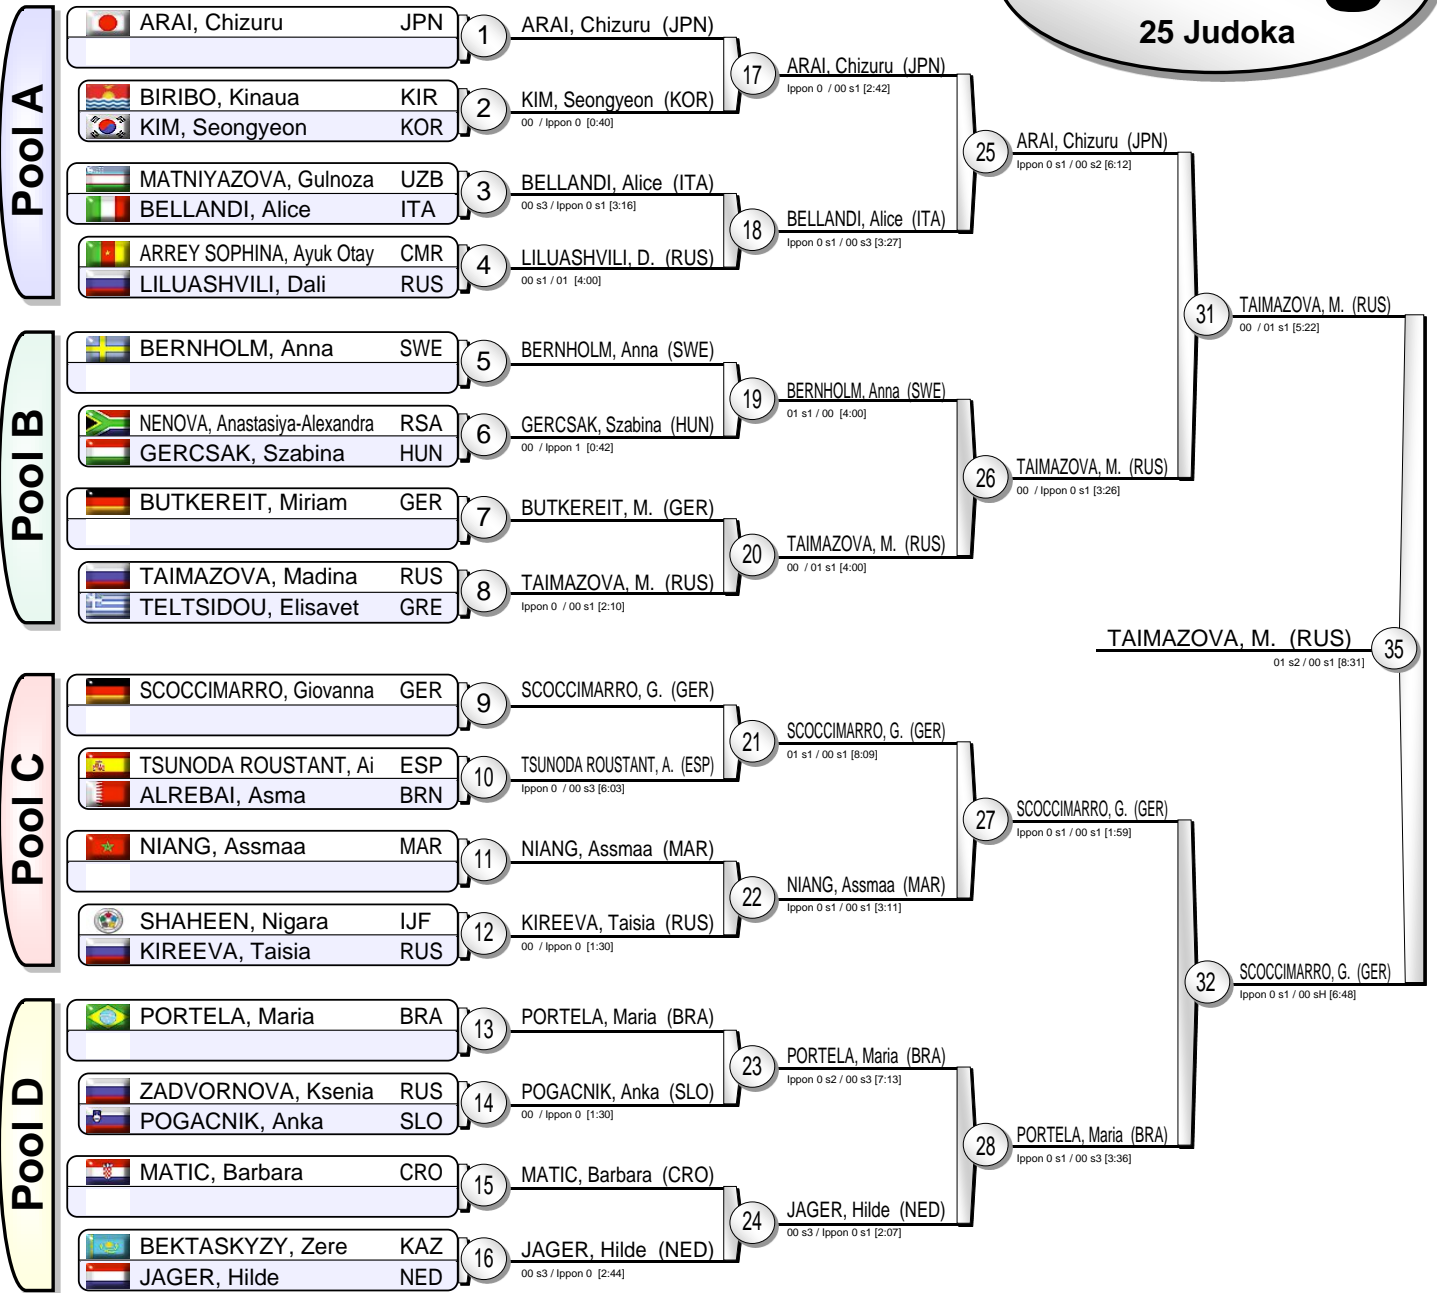 25 Judoka
Pool A
ARAI, Chizuru JPN
1
BIRIBO, Kinaua KIR
KIM, Seongyeon KOR
2
MATNIYAZOVA, Gulnoza UZB
BELLANDI, Alice ITA
3
ARREY SOPHINA, Ayuk Otay CMR
LILUASHVILI, Dali RUS
4
Pool B
BERNHOLM, Anna SWE
5
NENOVA, Anastasiya-Alexandra RSA
GERCSAK, Szabina HUN
6
BUTKEREIT, Miriam GER
7
TAIMAZOVA, Madina RUS
TELTSIDOU, Elisavet GRE
8
Pool C
SCOCCIMARRO, Giovanna GER
9
TSUNODA ROUSTANT, Ai ESP
ALREBAI, Asma BRN
10
NIANG, Assmaa MAR
11
SHAHEEN, Nigara IJF
KIREEVA, Taisia RUS
12
Pool D
PORTELA, Maria BRA
13
ZADVORNOVA, Ksenia RUS
POGACNIK, Anka SLO
14
MATIC, Barbara CRO
15
BEKTASKYZY, Zere KAZ
JAGER, Hilde NED
16
ARAI, Chizuru (JPN)
KIM, Seongyeon (KOR)
00 / Ippon 0 [0:40]
17
BELLANDI, Alice (ITA)
00 s3 / Ippon 0 s1 [3:16]
LILUASHVILI, D. (RUS)
00 s1 / 01 [4:00]
18
BERNHOLM, Anna (SWE)
GERCSAK, Szabina (HUN)
00 / Ippon 1 [0:42]
19
BUTKEREIT, M. (GER)
TAIMAZOVA, M. (RUS)
Ippon 0 / 00 s1 [2:10]
20
SCOCCIMARRO, G. (GER)
TSUNODA ROUSTANT, A. (ESP)
Ippon 0 / 00 s3 [6:03]
21
NIANG, Assmaa (MAR)
KIREEVA, Taisia (RUS)
00 / Ippon 0 [1:30]
22
PORTELA, Maria (BRA)
POGACNIK, Anka (SLO)
00 / Ippon 0 [1:30]
23
MATIC, Barbara (CRO)
JAGER, Hilde (NED)
00 s3 / Ippon 0 [2:44]
24
ARAI, Chizuru (JPN)
Ippon 0 / 00 s1 [2:42]
BELLANDI, Alice (ITA)
Ippon 0 s1 / 00 s3 [3:27]
25
BERNHOLM, Anna (SWE)
01 s1 / 00 [4:00]
TAIMAZOVA, M. (RUS)
00 / 01 s1 [4:00]
26
SCOCCIMARRO, G. (GER)
01 s1 / 00 s1 [8:09]
NIANG, Assmaa (MAR)
Ippon 0 s1 / 00 s1 [3:11]
27
PORTELA, Maria (BRA)
Ippon 0 s2 / 00 s3 [7:13]
JAGER, Hilde (NED)
00 s3 / Ippon 0 s1 [2:07]
28
ARAI, Chizuru (JPN)
Ippon 0 s1 / 00 s2 [6:12]
TAIMAZOVA, M. (RUS)
00 / Ippon 0 s1 [3:26]
31
SCOCCIMARRO, G. (GER)
Ippon 0 s1 / 00 s1 [1:59]
PORTELA, Maria (BRA)
Ippon 0 s1 / 00 s3 [3:36]
32
TAIMAZOVA, M. (RUS)
00 / 01 s1 [5:22]
SCOCCIMARRO, G. (GER)
Ippon 0 s1 / 00 sH [6:48]
35
TAIMAZOVA, M. (RUS)
01 s2 / 00 s1 [8:31]